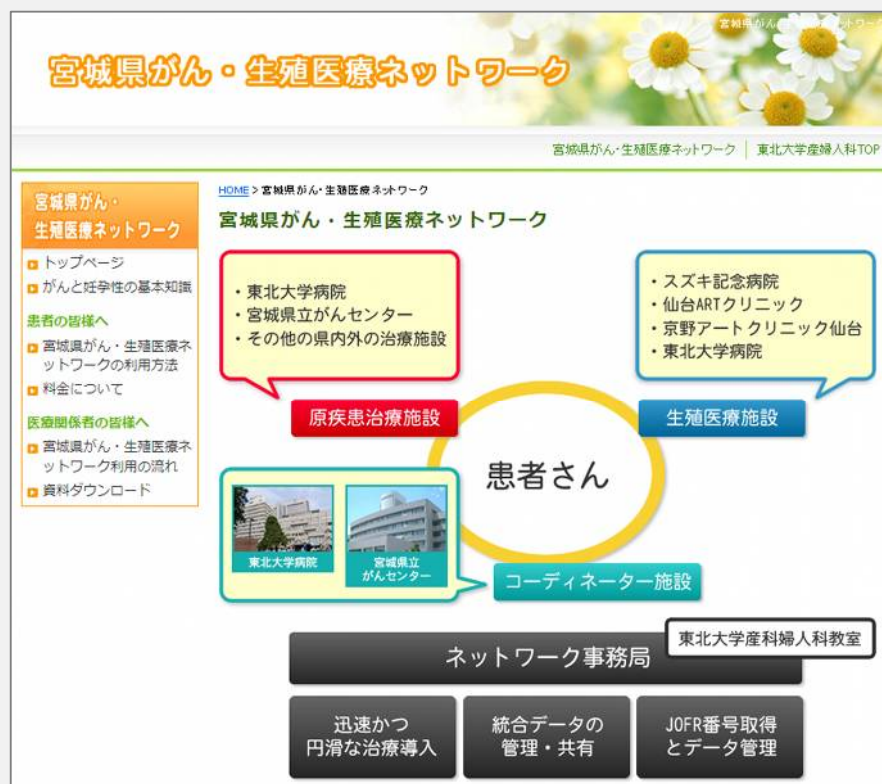 宮城県がん・生殖医療ネットワーク
宮城県がん・生殖医療ネットワーク
東北大学産婦人科TOP
宮城県がん・
生殖医療ネットワーク
トップページ
がんと妊孕性の基本知識
患者の皆様へ
宮城県がん・生殖医療ネ
ットワークの利用方法
料金について
医療関係者の皆様へ
宮城県がん・生殖医療ネ
ットワーク利用の流れ
資料ダウンロード
HOME > 宮城県がん・生殖医療ネットワーク
宮城県がん・生殖医療ネットワーク
・東北大学病院
・宮城県立がんセンター
・その他の県内外の治療施設
・スズキ記念病院
・仙台ARTクリニック
・京野アートクリニック仙台
・東北大学病院
原疾患治療施設
生殖医療施設
患者さん
東北大学病院
宮城県立
がんセンター
コーディネーター施設
東北大学産科婦人科教室
ネットワーク事務局
迅速かつ
円滑な治療導入
統合データの
管理・共有
JOFR番号取得
とデータ管理